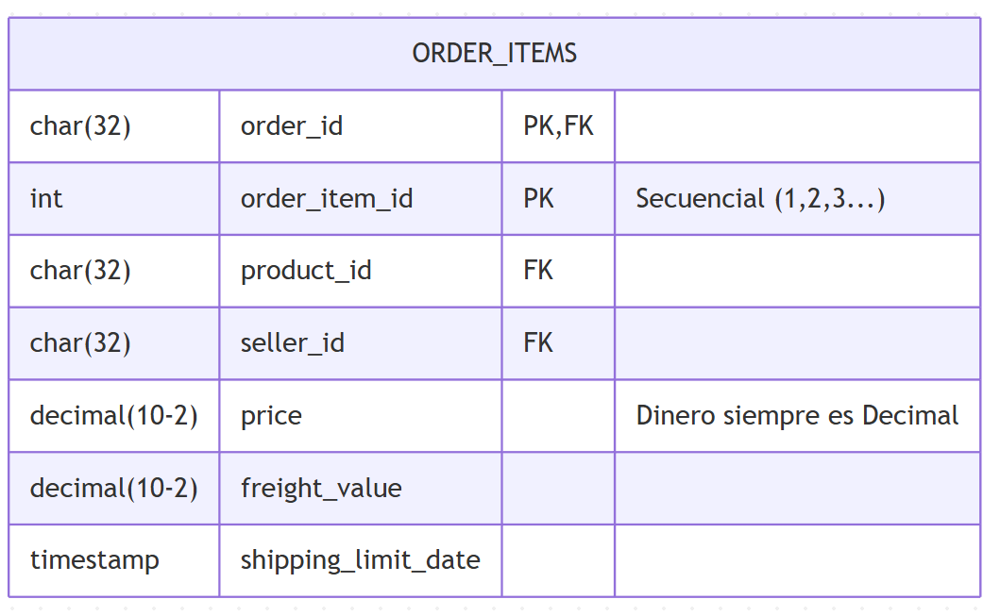 ORDER_ITEMS
char(32) order_id PK,FK
int order_item_id PK Secuencial (1,2,3...)
char(32) product_id FK
char(32) seller_id FK
decimal(10-2) price Dinero siempre es Decimal
decimal(10-2) freight_value
timestamp shipping_limit_date